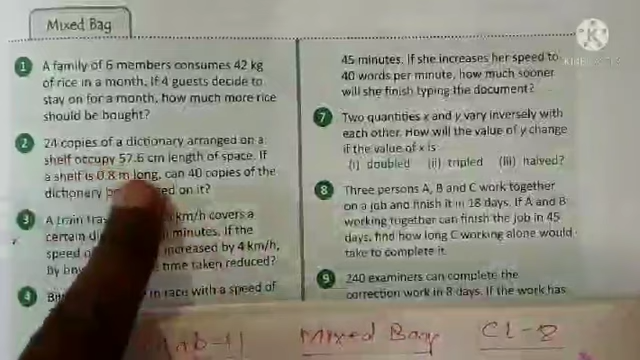 Mixed Bag
KINEMASTER
1 A family of 6 members consumes 42 kg
of rice in a month. If 4 guests decide to
stay on for a month, how much more rice
should be bought?
2 24 copies of a dictionary arranged on a
shelf occupy 57.6 cm length of space. If
a shelf is 0.8 m long, can 40 copies of the
dictionary on it?
3 A train km/h covers a
certain minutes. If the
speed increased by 4 km/h,
by time taken reduced?
4 in race with a speed of
45 minutes. If she increases her speed to
40 words per minute, how much sooner
will she finish typing the document?
7 Two quantities x and y vary inversely with
each other. How will the value of y change
if the value of x is
(i) doubled (ii) tripled (iii) halved?
8 Three persons A, B and C work together
on a job and finish it in 18 days. If A and B
working together can finish the job in 45
days, find how long C working alone would
take to complete it.
9 240 examiners can complete the
correction work in 8 days. If the work has
Mixed Bag Cl-8